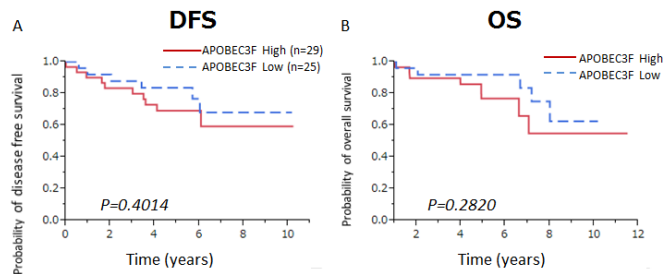 A
DFS
APOBEC3F High (n=29)
APOBEC3F Low (n=25)
Probability of disease free survival
1.0
0.8
0.6
0.4
0.2
0.0
P=0.4014
0 2 4 6 8 10
Time (years)
B
OS
APOBEC3F High
APOBEC3F Low
Probability of overall survival
1.0
0.8
0.6
0.4
0.2
0.0
P=0.2820
0 2 4 6 8 10 12
Time (years)